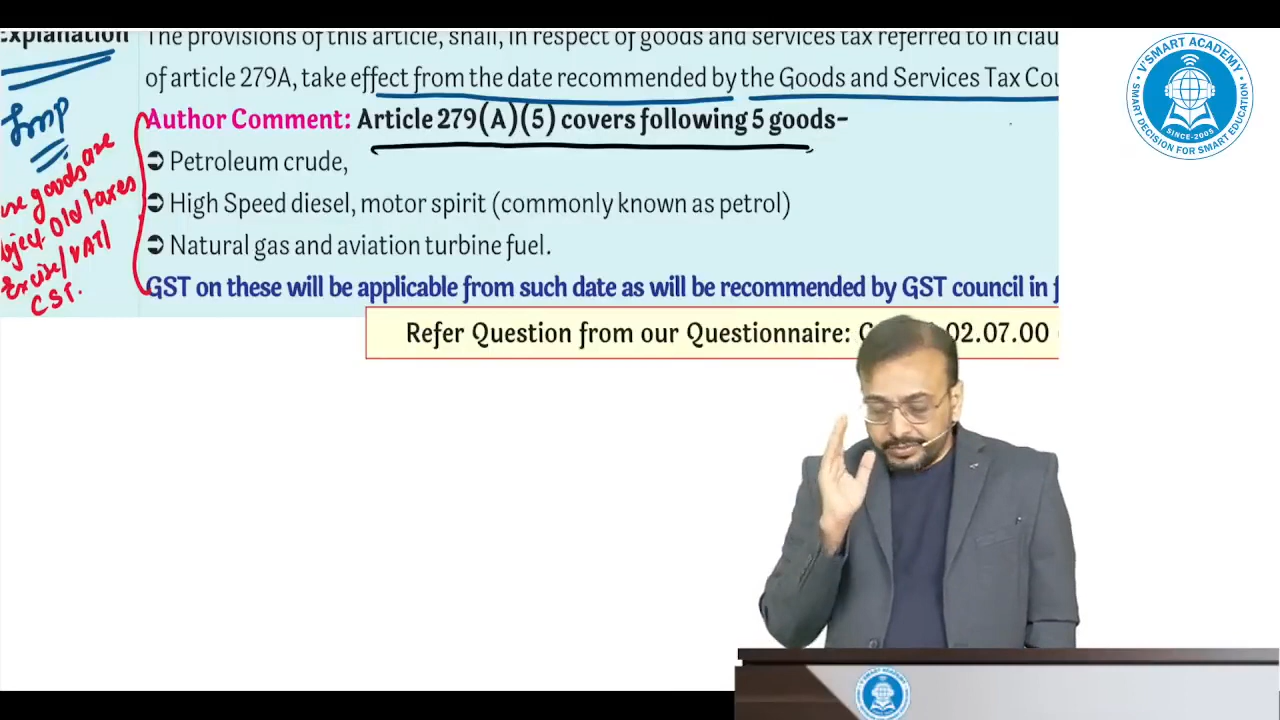 Explanation
The provisions of this article, shall, in respect of goods and services tax referred to in
of article 279A, take effect from the date recommended by the Goods and Services Tax
Imp
Author Comment: Article 279(A)(5) covers following 5 goods-
Petroleum crude,
High Speed diesel, motor spirit (commonly known as petrol)
Natural gas and aviation turbine fuel.
GST on these will be applicable from such date as will be recommended by GST council in
goods are
Old taxes
Excise/VAT/
CST.
Refer Question from our Questionnaire: 02.07.00
V'SMART ACADEMY
SMART DECISION FOR SMART EDUCATION
SINCE-2005